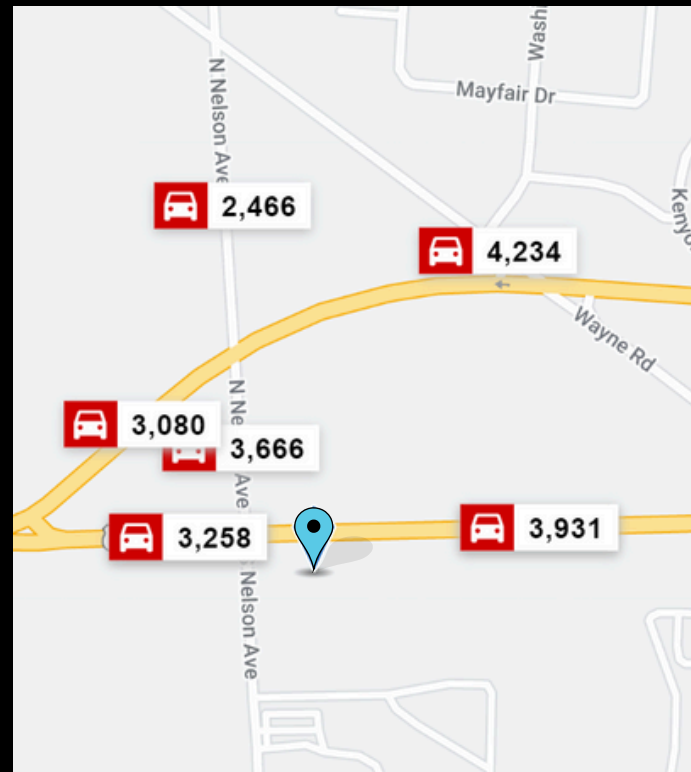 Wash
Mayfair Dr
N Nelson Ave
Kenyo
2,466
4,234
Wayne Rd
3,080
N Ne
Ave
3,666
3,258
3,931
S Nelson Ave